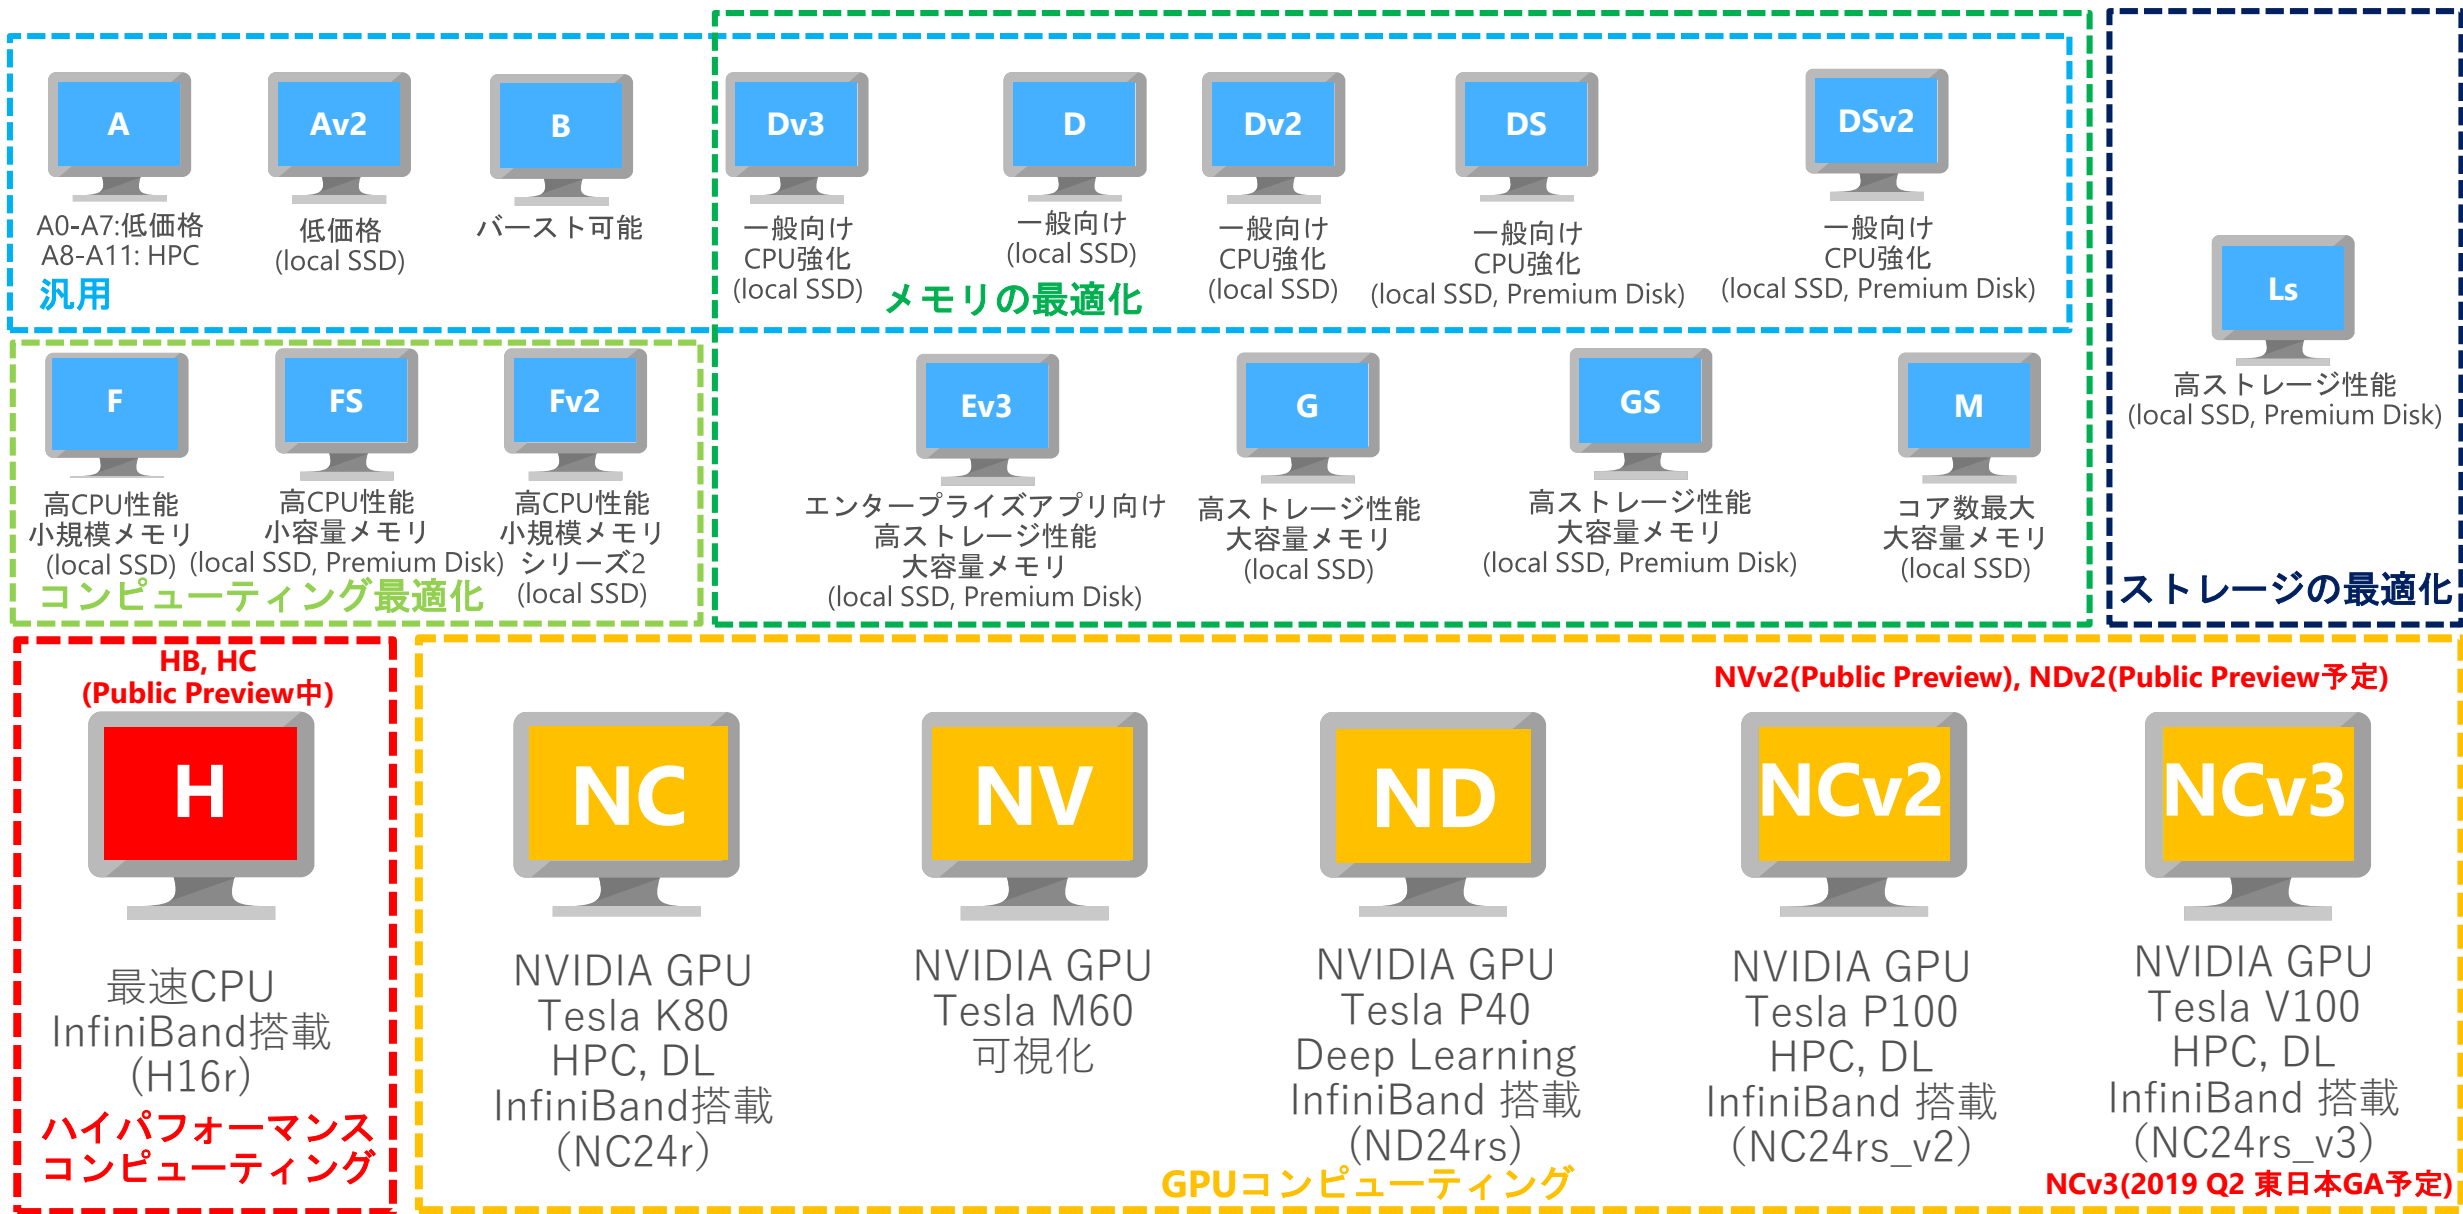 A
A0-A7:低価格
A8-A11: HPC
Av2
低価格
(local SSD)
B
バースト可能
汎用
Dv3
一般向け
CPU強化
(local SSD)
D
一般向け
(local SSD)
Dv2
一般向け
CPU強化
(local SSD)
DS
一般向け
CPU強化
(local SSD, Premium Disk)
DSv2
一般向け
CPU強化
(local SSD, Premium Disk)
メモリの最適化
Ls
高ストレージ性能
(local SSD, Premium Disk)
ストレージの最適化
F
高CPU性能
小規模メモリ
(local SSD)
FS
高CPU性能
小容量メモリ
(local SSD, Premium Disk)
Fv2
高CPU性能
小規模メモリ
シリーズ2
(local SSD)
コンピューティング最適化
Ev3
エンタープライズアプリ向け
高ストレージ性能
大容量メモリ
(local SSD, Premium Disk)
G
高ストレージ性能
大容量メモリ
(local SSD)
GS
高ストレージ性能
大容量メモリ
(local SSD, Premium Disk)
M
コア数最大
大容量メモリ
(local SSD)
HB, HC
(Public Preview中)
H
最速CPU
InfiniBand搭載
(H16r)
ハイパフォーマンス
コンピューティング
NVv2(Public Preview), NDv2(Public Preview予定)
NC
NVIDIA GPU
Tesla K80
HPC, DL
InfiniBand搭載
(NC24r)
NV
NVIDIA GPU
Tesla M60
可視化
ND
NVIDIA GPU
Tesla P40
Deep Learning
InfiniBand 搭載
(ND24rs)
NCv2
NVIDIA GPU
Tesla P100
HPC, DL
InfiniBand 搭載
(NC24rs_v2)
NCv3
NVIDIA GPU
Tesla V100
HPC, DL
InfiniBand 搭載
(NC24rs_v3)
GPUコンピューティング
NCv3(2019 Q2 東日本GA予定)